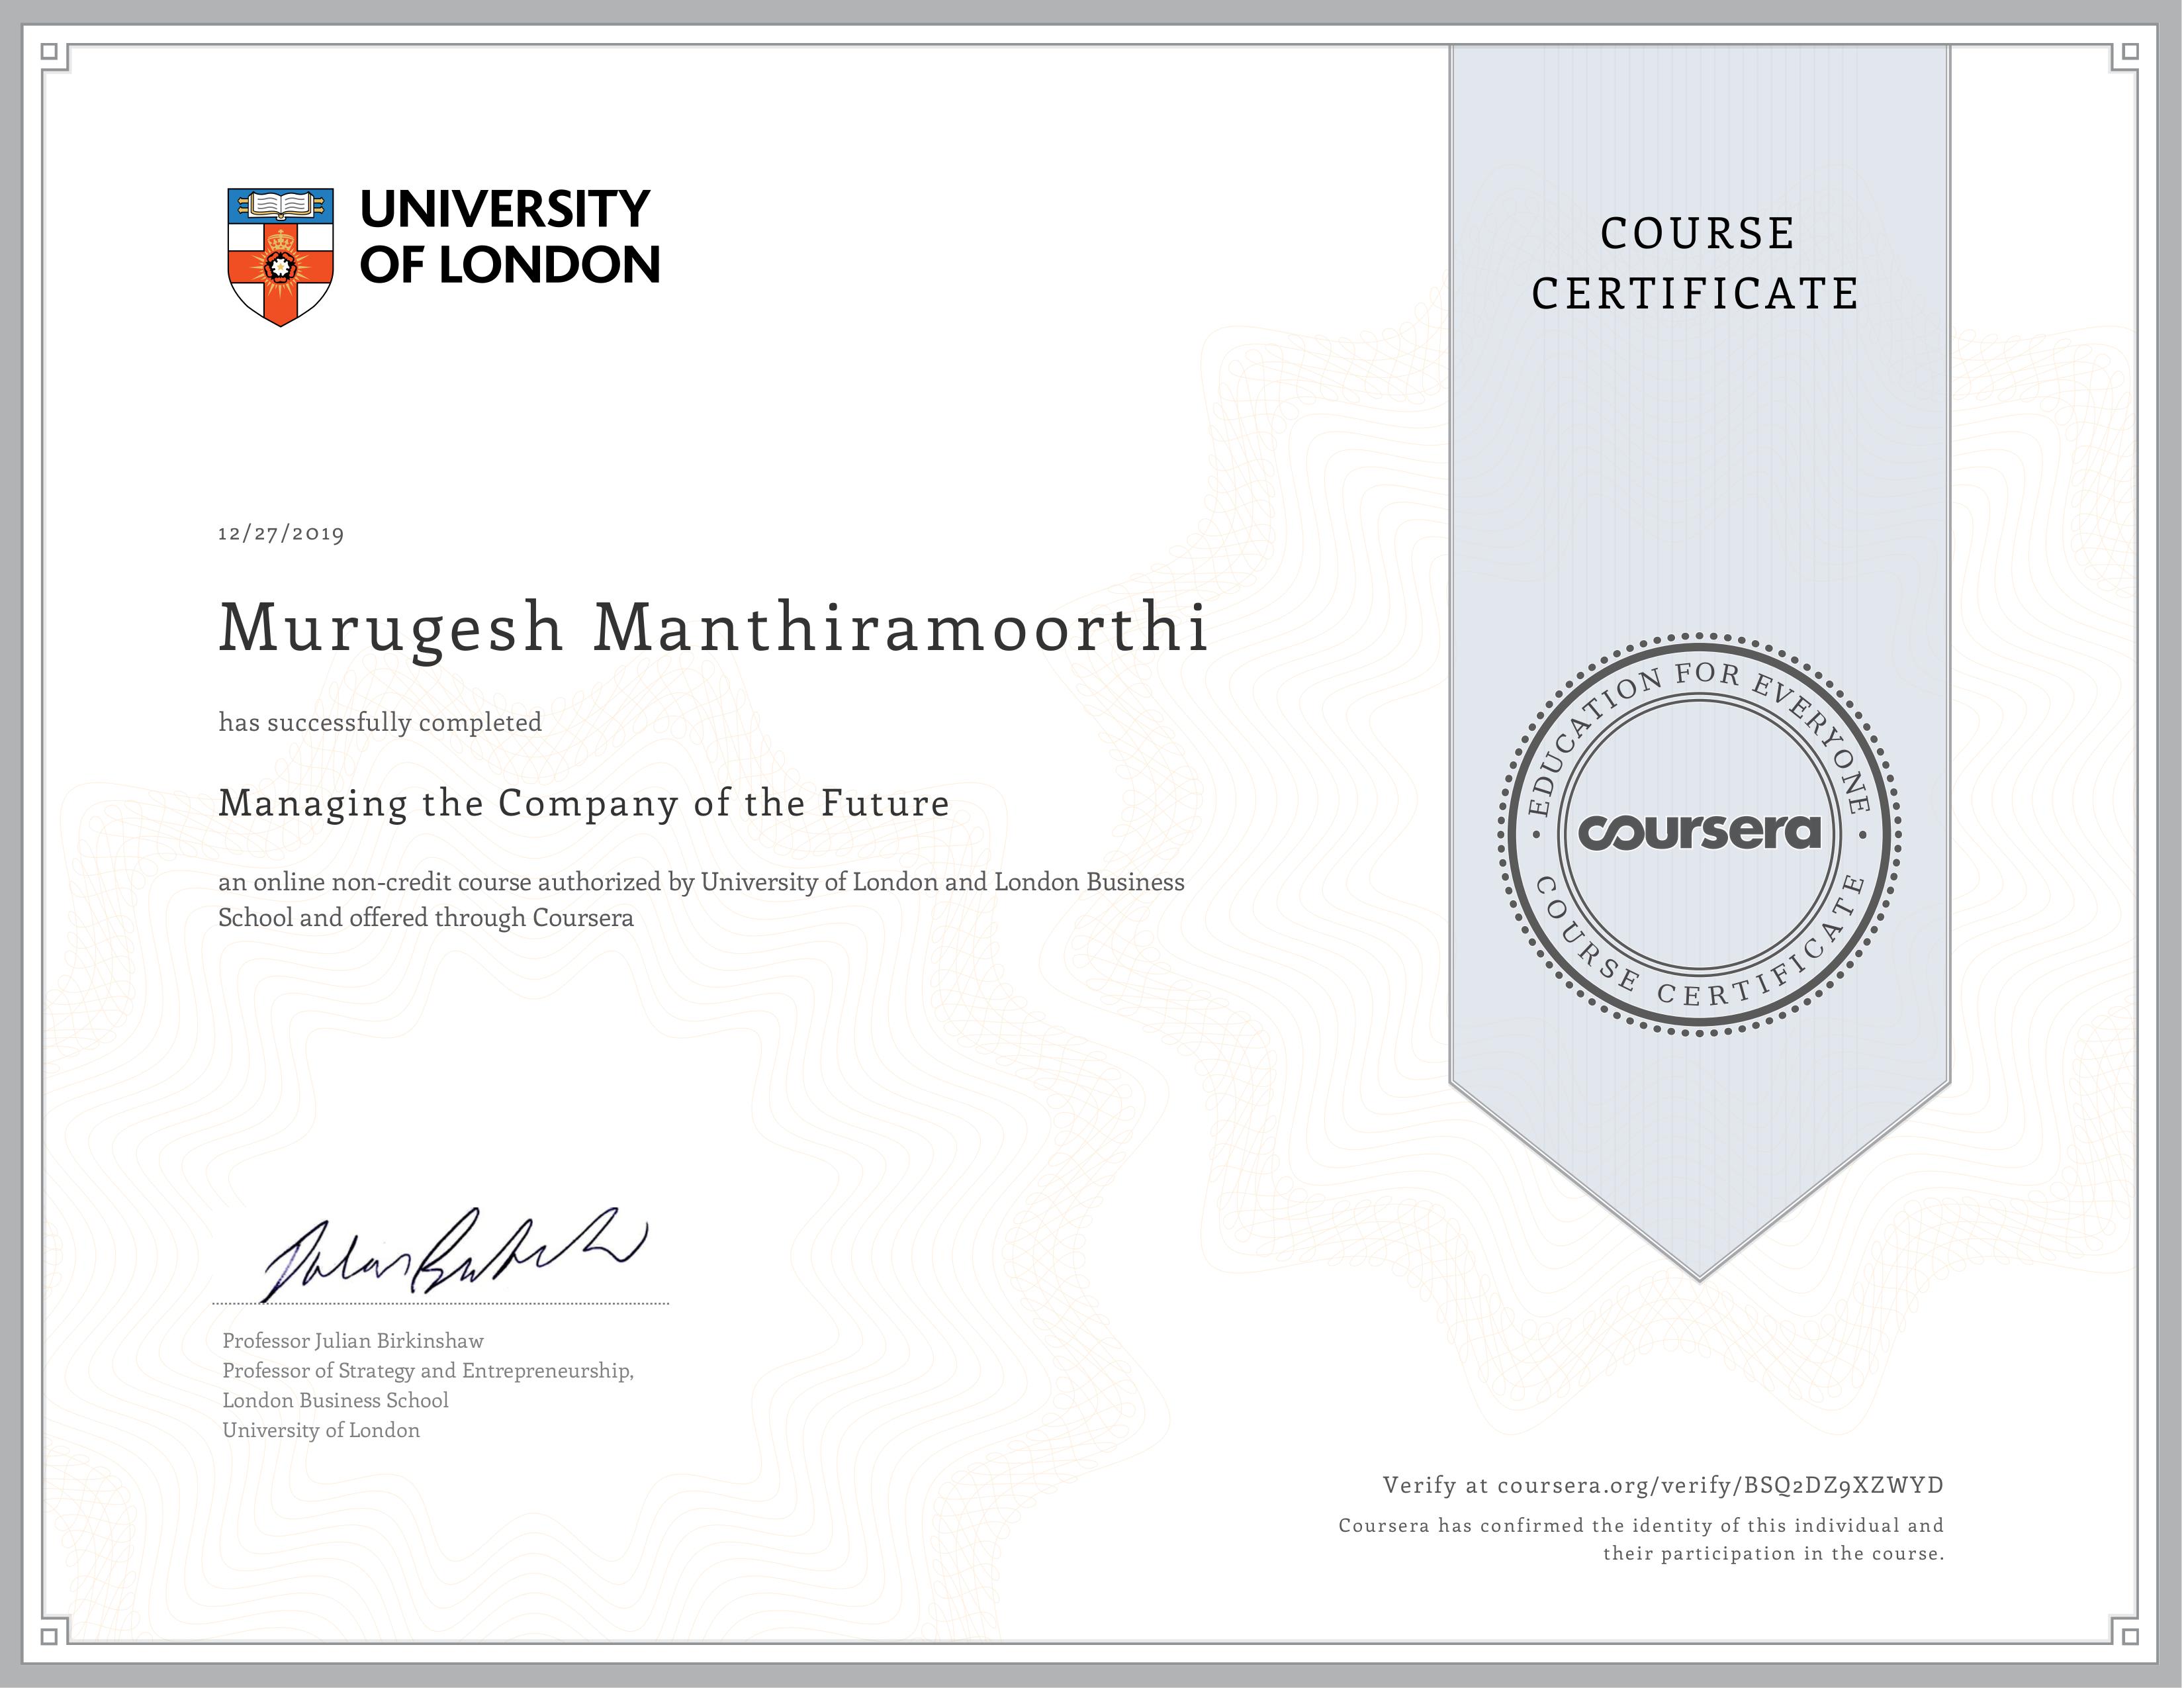 UNIVERSITY
OF LONDON
COURSE
CERTIFICATE
12/27/2019
Murugesh Manthiramoorthi
has successfully completed
Managing the Company of the Future
an online non-credit course authorized by University of London and London Business
School and offered through Coursera
EDUCATION FOR EVERYONE
coursera
COURSE CERTIFICATE
Professor Julian Birkinshaw
Professor of Strategy and Entrepreneurship,
London Business School
University of London
Verify at coursera.org/verify/BSQ2DZ9XZWYD
Coursera has confirmed the identity of this individual and
their participation in the course.